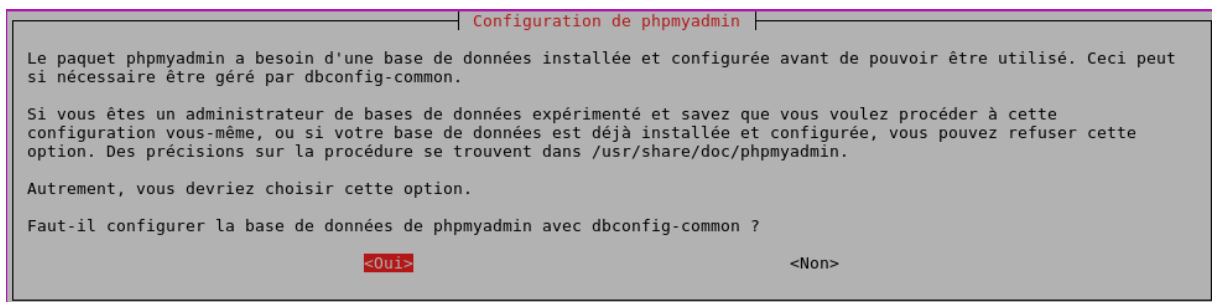 Configuration de phpmyadmin
Le paquet phpmyadmin a besoin d'une base de données installée et configurée avant de pouvoir être utilisé. Ceci peut
si nécessaire être géré par dbconfig-common.
Si vous êtes un administrateur de bases de données expérimenté et savez que vous voulez procéder à cette
configuration vous-même, ou si votre base de données est déjà installée et configurée, vous pouvez refuser cette
option. Des précisions sur la procédure se trouvent dans /usr/share/doc/phpmyadmin.
Autrement, vous devriez choisir cette option.
Faut-il configurer la base de données de phpmyadmin avec dbconfig-common ?
<Oui> <Non>